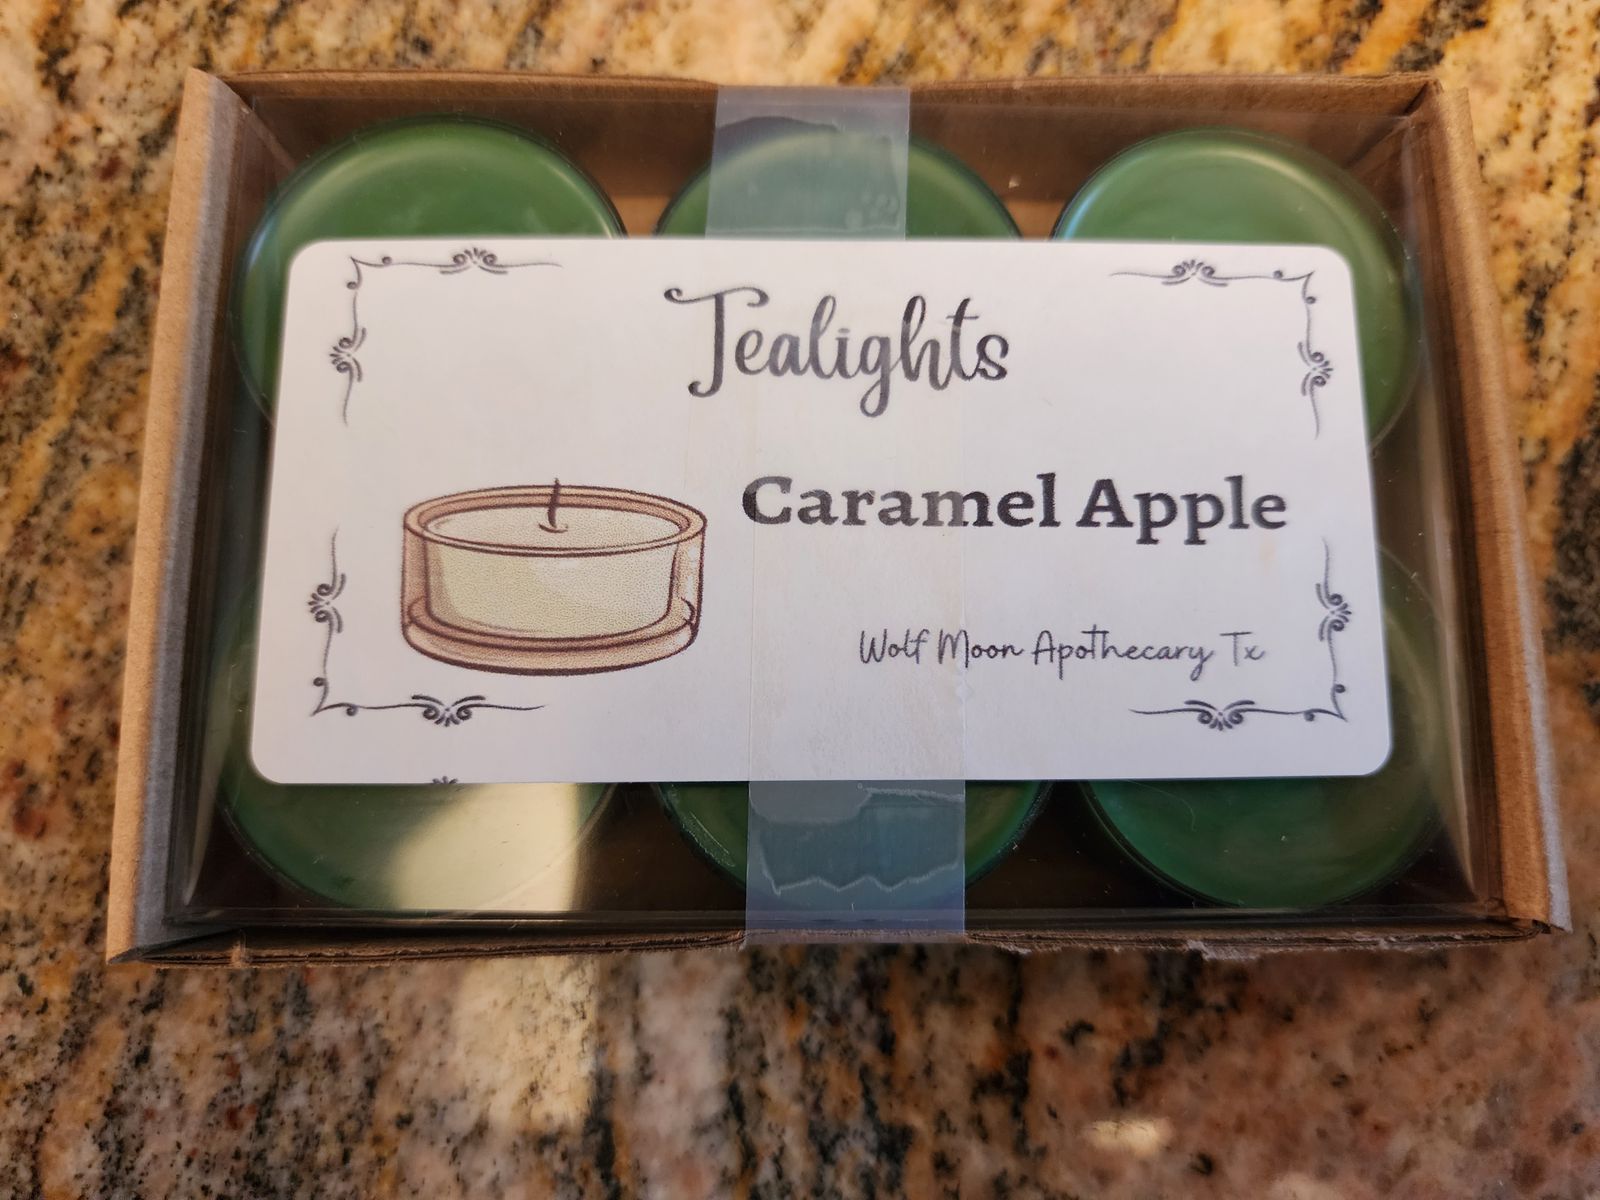 Tealights
Caramel Apple
Wolf Moon Apothecary Tx